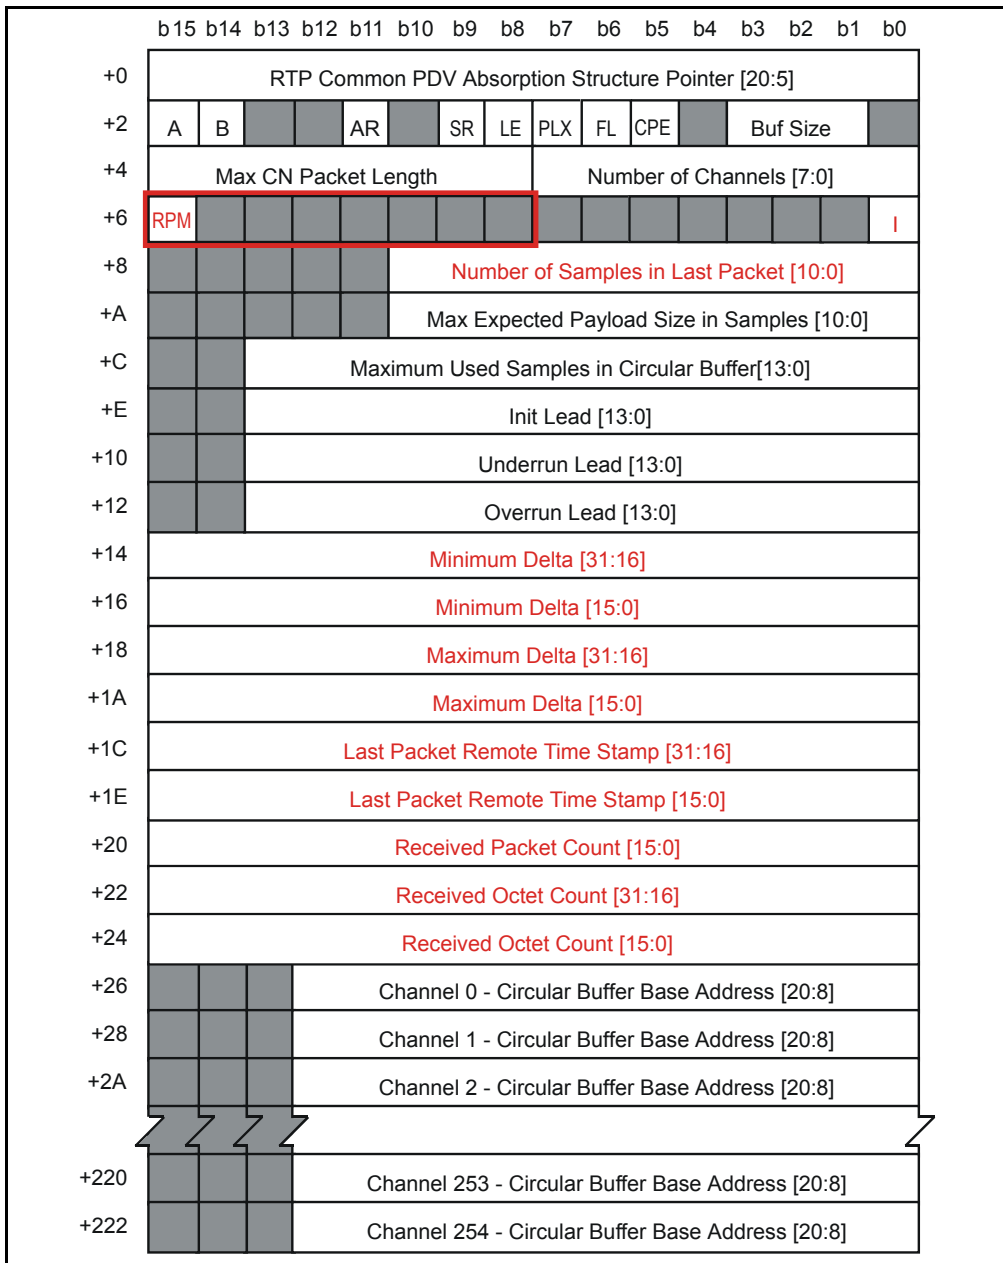 b15 b14 b13 b12 b11 b10 b9 b8 b7 b6 b5 b4 b3 b2 b1 b0
+0 RTP Common PDV Absorption Structure Pointer [20:5]
+2 A B AR SR LE PLX FL CPE Buf Size
+4 Max CN Packet Length Number of Channels [7:0]
+6 RPM I
+8 Number of Samples in Last Packet [10:0]
+A Max Expected Payload Size in Samples [10:0]
+C Maximum Used Samples in Circular Buffer[13:0]
+E Init Lead [13:0]
+10 Underrun Lead [13:0]
+12 Overrun Lead [13:0]
+14 Minimum Delta [31:16]
+16 Minimum Delta [15:0]
+18 Maximum Delta [31:16]
+1A Maximum Delta [15:0]
+1C Last Packet Remote Time Stamp [31:16]
+1E Last Packet Remote Time Stamp [15:0]
+20 Received Packet Count [15:0]
+22 Received Octet Count [31:16]
+24 Received Octet Count [15:0]
+26 Channel 0 - Circular Buffer Base Address [20:8]
+28 Channel 1 - Circular Buffer Base Address [20:8]
+2A Channel 2 - Circular Buffer Base Address [20:8]
+220 Channel 253 - Circular Buffer Base Address [20:8]
+222 Channel 254 - Circular Buffer Base Address [20:8]